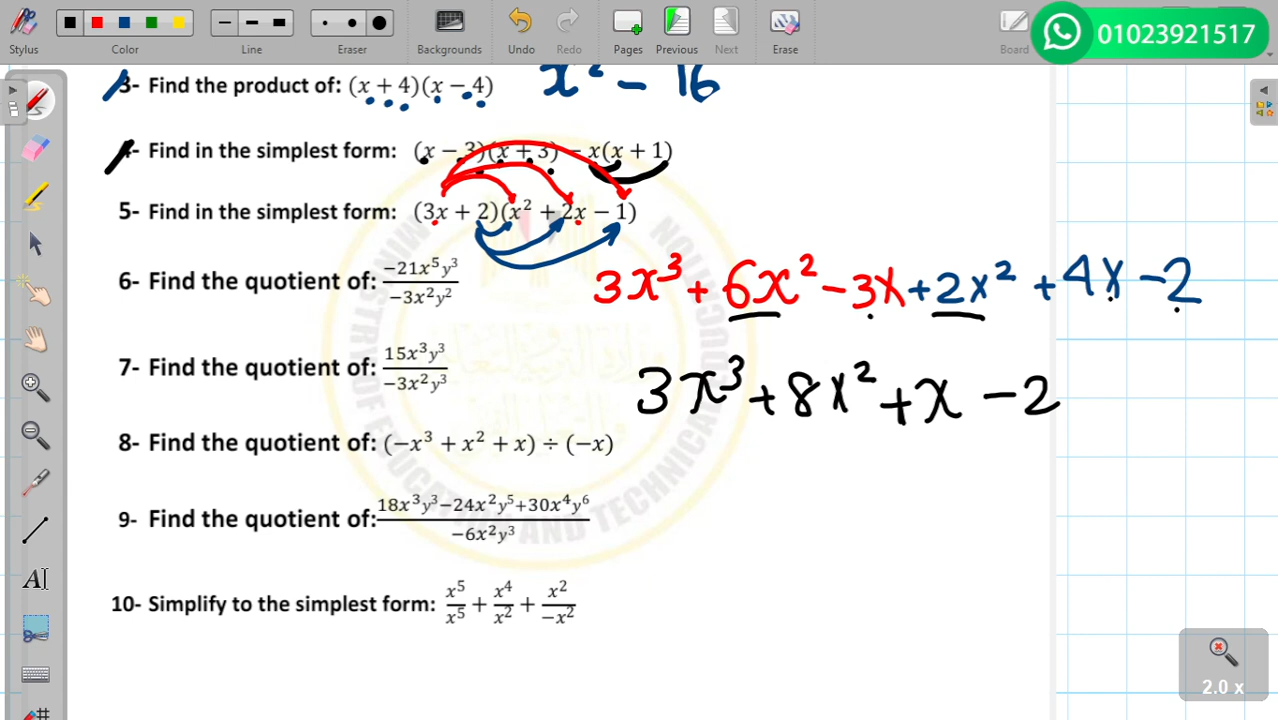 Stylus Color Line Eraser Backgrounds Undo Redo Pages Previous Next Erase Board 01023921517
3- Find the product of: (x + 4)(x − 4) x² − 16
4- Find in the simplest form: (x − 3)(x + 3) − x(x + 1)
5- Find in the simplest form: (3x + 2)(x² + 2x − 1)
3x³ + 6x² − 3x + 2x² + 4x − 2
6- Find the quotient of: −21x⁵y³ / −3x²y²
3x³ + 8x² + x − 2
7- Find the quotient of: 15x³y³ / −3x²y³
8- Find the quotient of: (−x³ + x² + x) ÷ (−x)
9- Find the quotient of: 18x³y³−24x²y⁵+30x⁴y⁶ / −6x²y³
10- Simplify to the simplest form: x⁵/x⁵ + x⁴/x² + x²/−x²
2.0 x